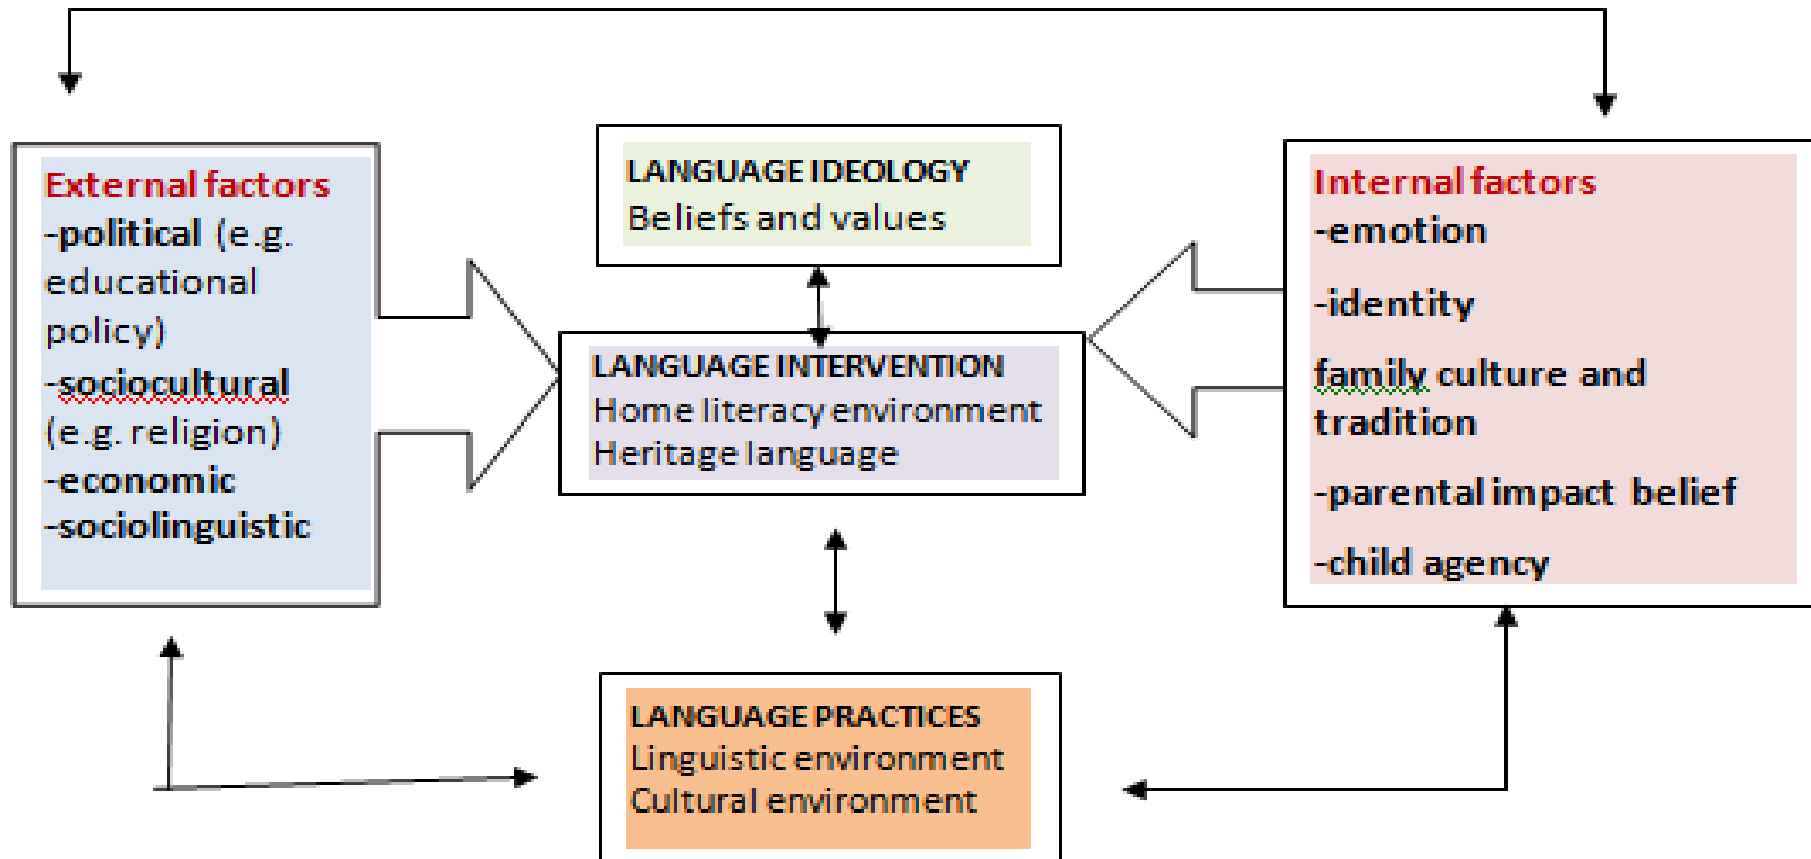 External factors
-political (e.g.
educational
policy)
-sociocultural
(e.g. religion)
-economic
-sociolinguistic
LANGUAGE IDEOLOGY
Beliefs and values
LANGUAGE INTERVENTION
Home literacy environment
Heritage language
LANGUAGE PRACTICES
Linguistic environment
Cultural environment
Internal factors
-emotion
-identity
family culture and
tradition
-parental impact belief
-child agency